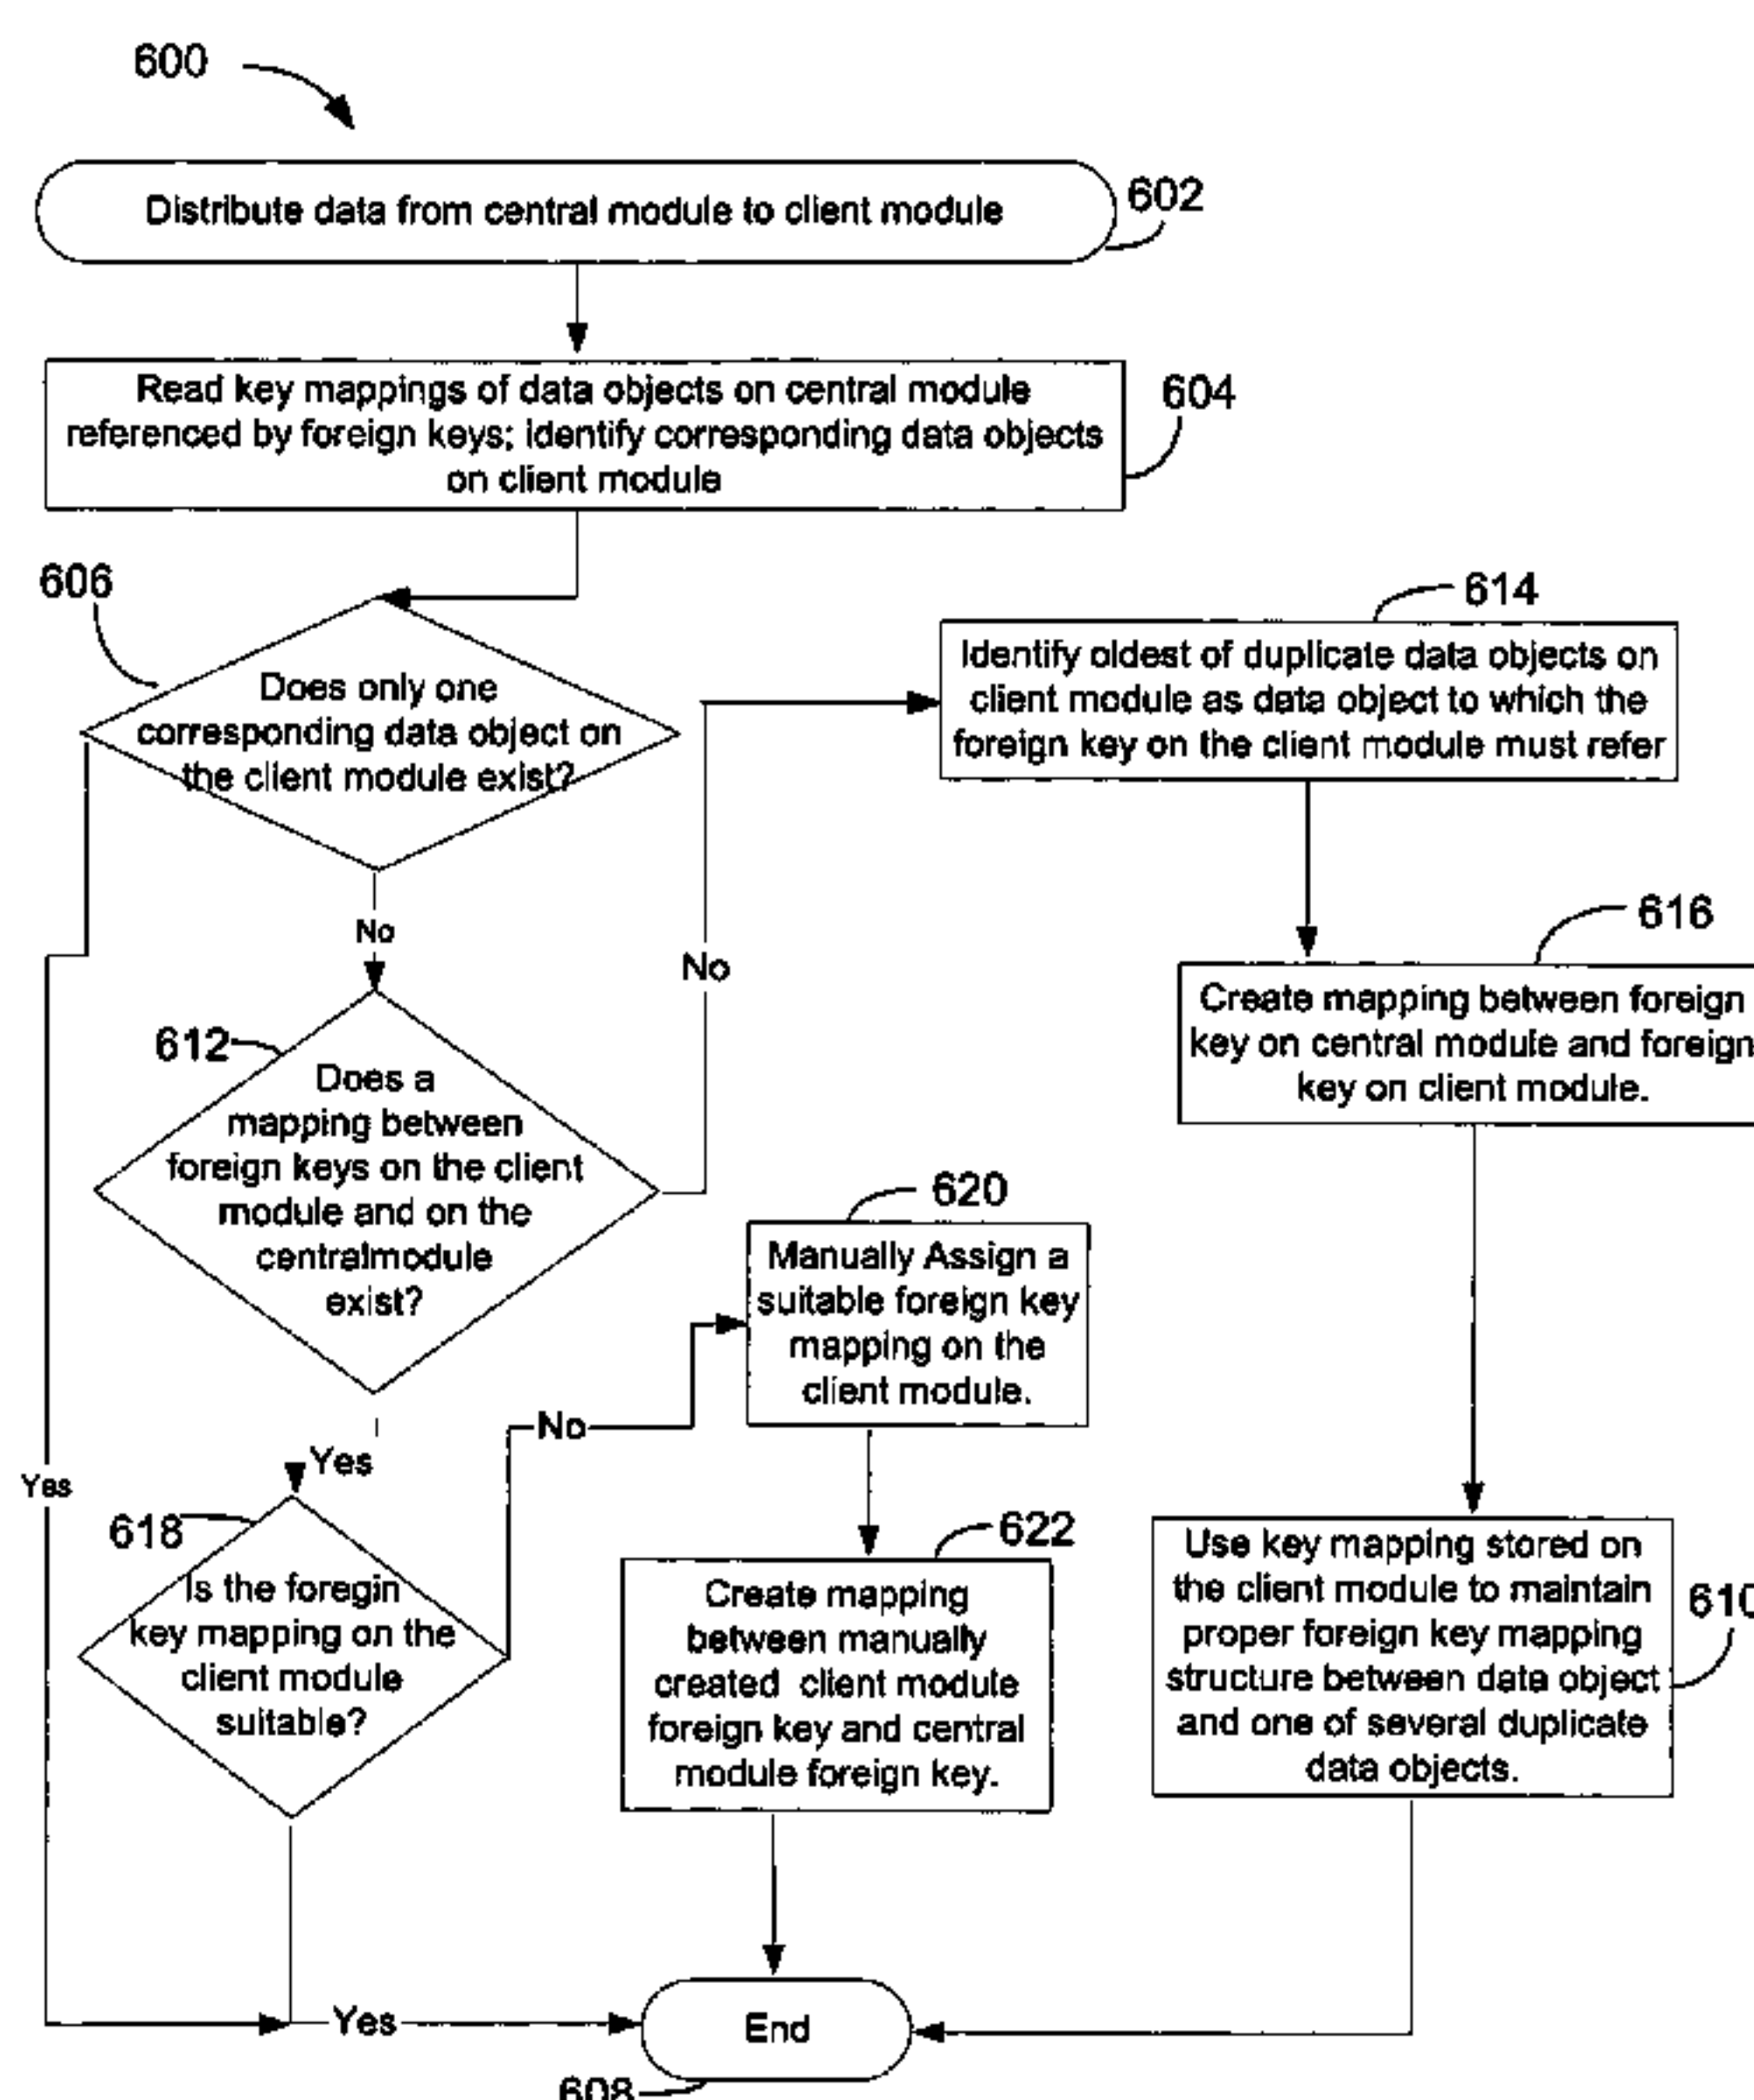 600
Distribute data from central module to client module
602
Read key mappings of data objects on central module
referenced by foreign keys; identify corresponding data objects
on client module
604
606
Does only one
corresponding data object on
the client module exist?
614
Identify oldest of duplicate data objects on
client module as data object to which the
foreign key on the client module must refer
No
No
616
Create mapping between foreign
key on central module and foreign
key on client module.
612
Does a
mapping between
foreign keys on the client
module and on the
centralmodule
exist?
620
Manually Assign a
suitable foreign key
mapping on the
client module.
No
Yes
Yes
618
Is the foregin
key mapping on the
client module
suitable?
622
Create mapping
between manually
created client module
foreign key and central
module foreign key.
Use key mapping stored on
the client module to maintain
proper foreign key mapping
structure between data object
and one of several duplicate
data objects.
610
Yes
End
608